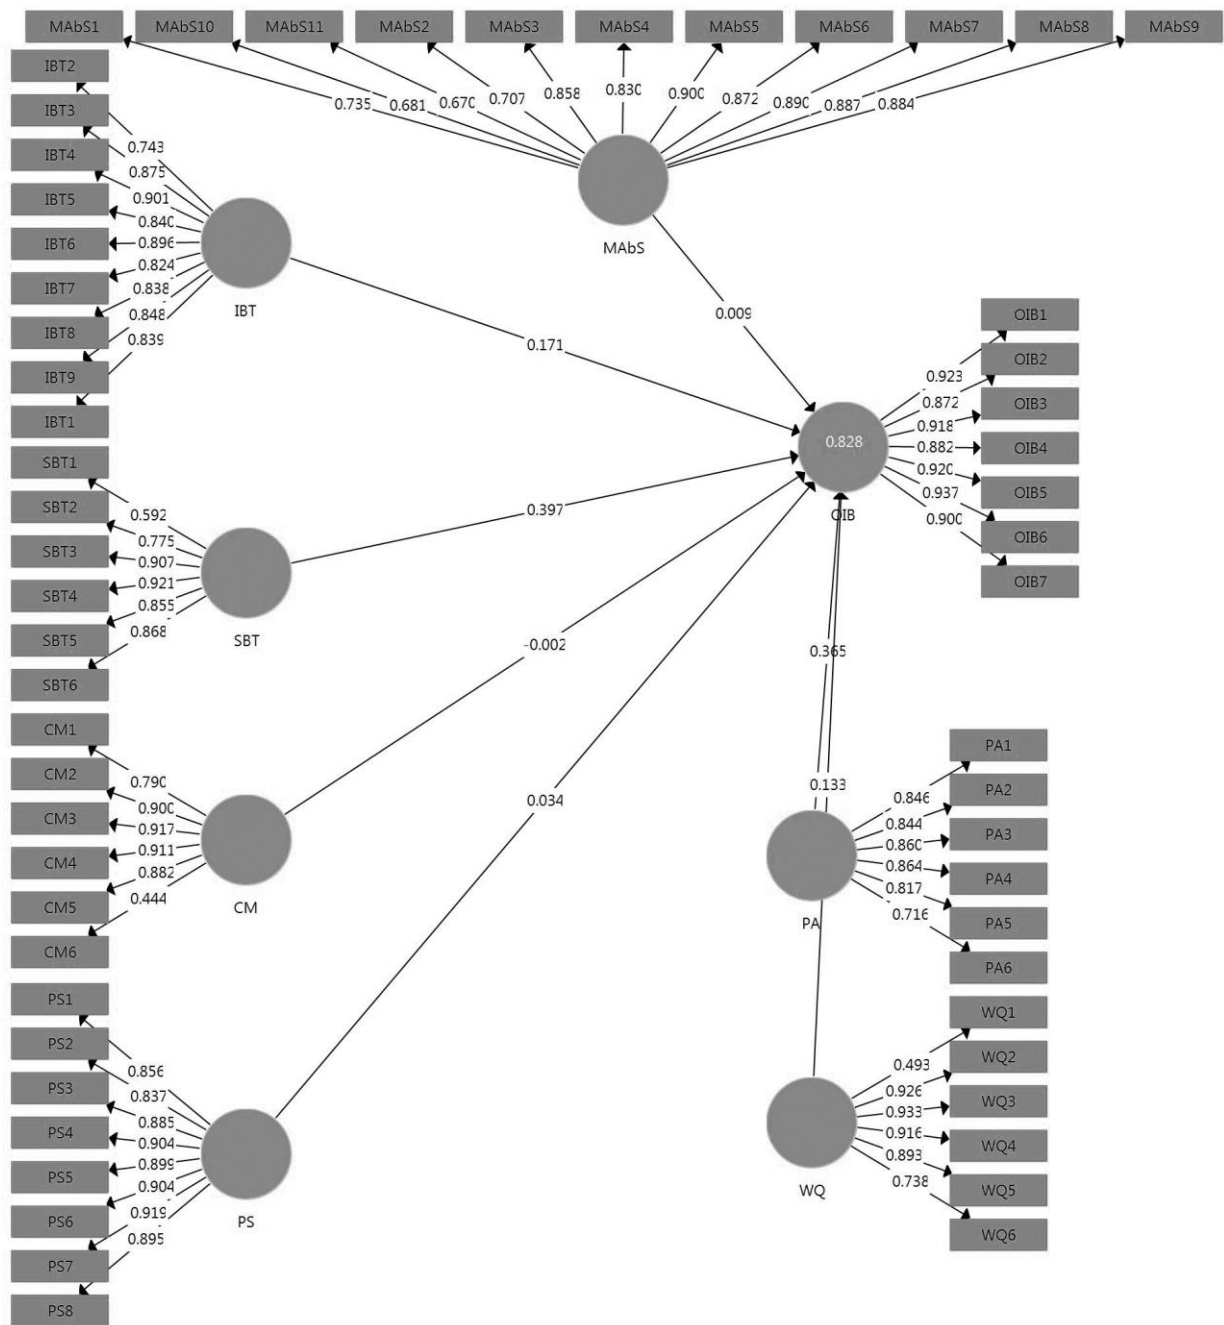 MAbS1 MAbS10 MAbS11 MAbS2 MAbS3 MAbS4 MAbS5 MAbS6 MAbS7 MAbS8 MAbS9
0.735 0.681 0.670 0.707 0.858 0.830 0.900 0.872 0.890 0.887 0.884
MAbS
0.009
IBT2
IBT3
IBT4
IBT5
IBT6
IBT7
IBT8
IBT9
IBT1
0.743
0.875
0.901
0.840
0.896
0.824
0.838
0.848
0.839
IBT
0.171
SBT1
SBT2
SBT3
SBT4
SBT5
SBT6
0.592
0.775
0.907
0.921
0.855
0.868
SBT
0.397
CM1
CM2
CM3
CM4
CM5
CM6
0.790
0.900
0.917
0.911
0.882
0.444
CM
-0.002
PS1
PS2
PS3
PS4
PS5
PS6
PS7
PS8
0.856
0.837
0.885
0.904
0.899
0.904
0.919
0.895
PS
0.034
0.828
OIB
0.923
0.872
0.918
0.882
0.920
0.937
0.900
OIB1
OIB2
OIB3
OIB4
OIB5
OIB6
OIB7
0.365
0.133
PA
0.846
0.844
0.860
0.864
0.817
0.716
PA1
PA2
PA3
PA4
PA5
PA6
WQ
0.493
0.926
0.933
0.916
0.893
0.738
WQ1
WQ2
WQ3
WQ4
WQ5
WQ6